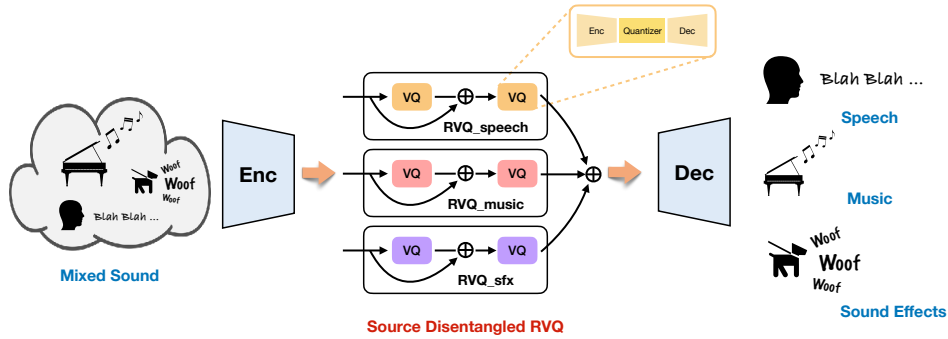 Enc
Quantizer
Dec
VQ
VQ
RVQ_speech
Blah Blah ...
Speech
Woof
Woof
Woof
Blah Blah ...
Mixed Sound
Enc
VQ
VQ
RVQ_music
Dec
Music
VQ
VQ
RVQ_sfx
Woof
Woof
Woof
Sound Effects
Source Disentangled RVQ